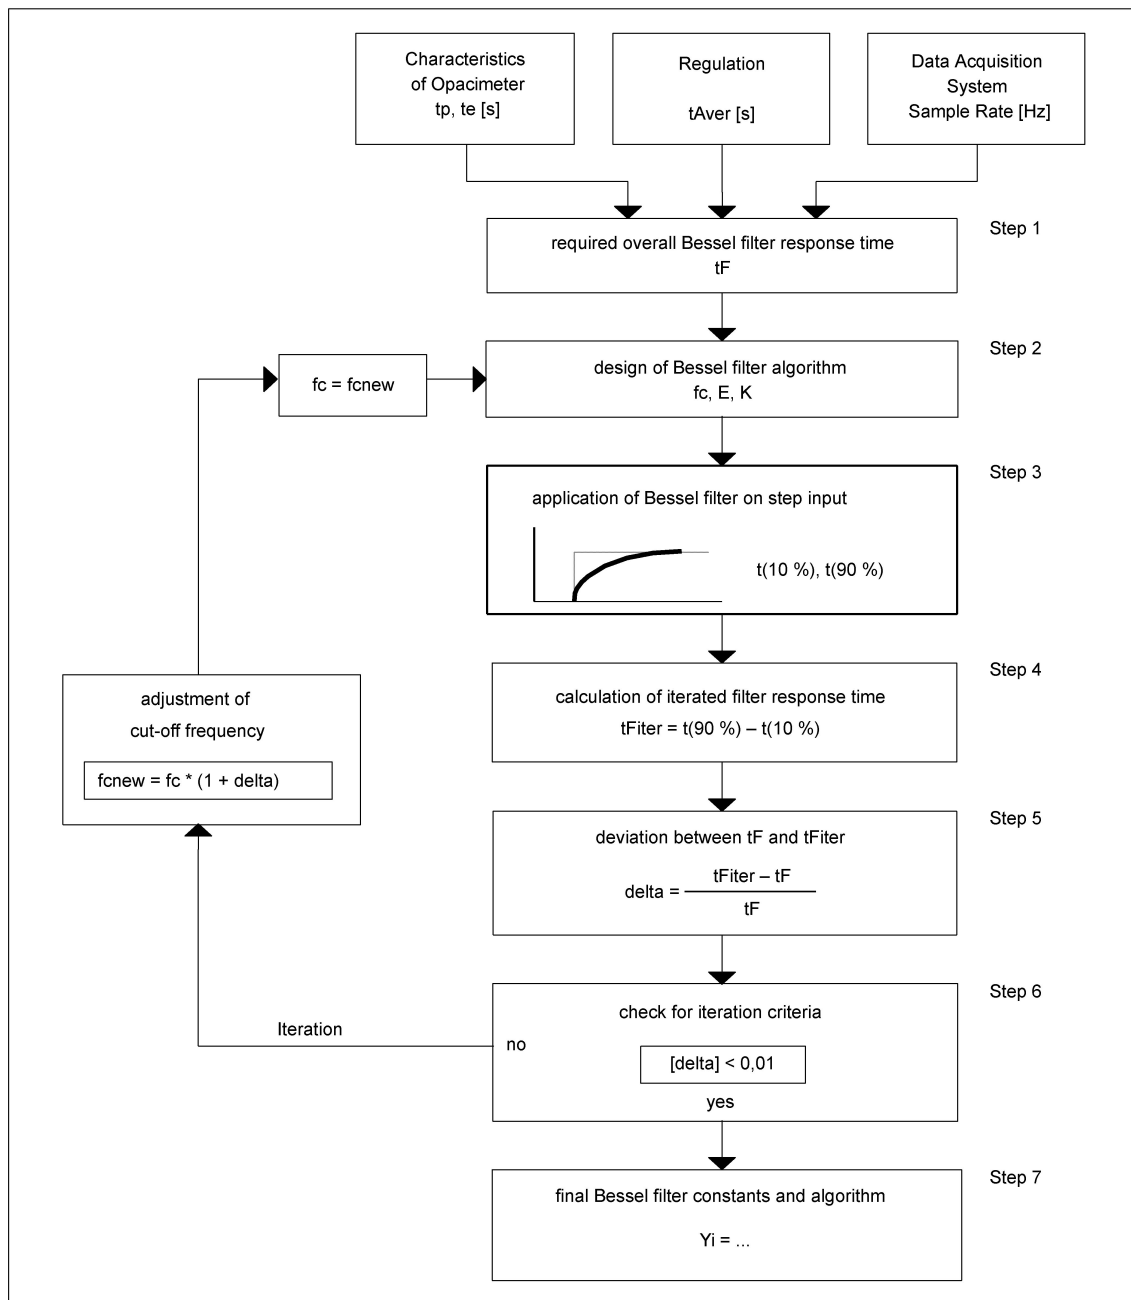 Characteristics
of Opacimeter
tp, te [s]
Regulation
tAver [s]
Data Acquisition
System
Sample Rate [Hz]
Step 1
required overall Bessel filter response time
tF
Step 2
design of Bessel filter algorithm
fc, E, K
fc = fcnew
Step 3
application of Bessel filter on step input
t(10 %), t(90 %)
Step 4
calculation of iterated filter response time
tFiter = t(90 %) – t(10 %)
adjustment of
cut-off frequency
fcnew = fc * (1 + delta)
Step 5
deviation between tF and tFiter
delta = 
tFiter – tF
tF
Step 6
check for iteration criteria
Iteration
no
[delta] < 0,01
yes
Step 7
final Bessel filter constants and algorithm
Yi = ...